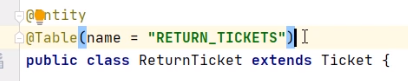 @Entity
@Table(name = "RETURN_TICKETS")
public class ReturnTicket extends Ticket {